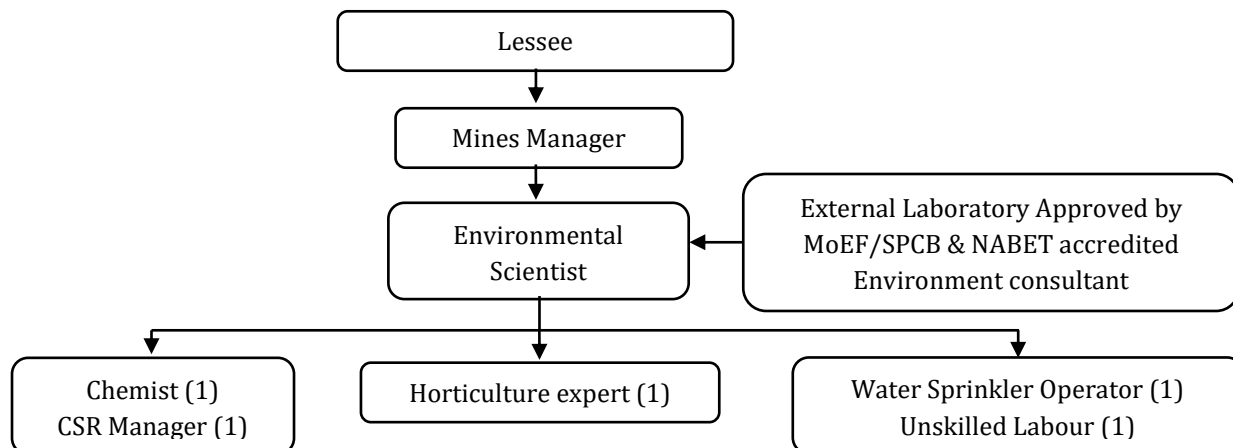 Lessee
Mines Manager
Environmental
Scientist
External Laboratory Approved by
MoEF/SPCB & NABET accredited
Environment consultant
Chemist (1)
CSR Manager (1)
Horticulture expert (1)
Water Sprinkler Operator (1)
Unskilled Labour (1)